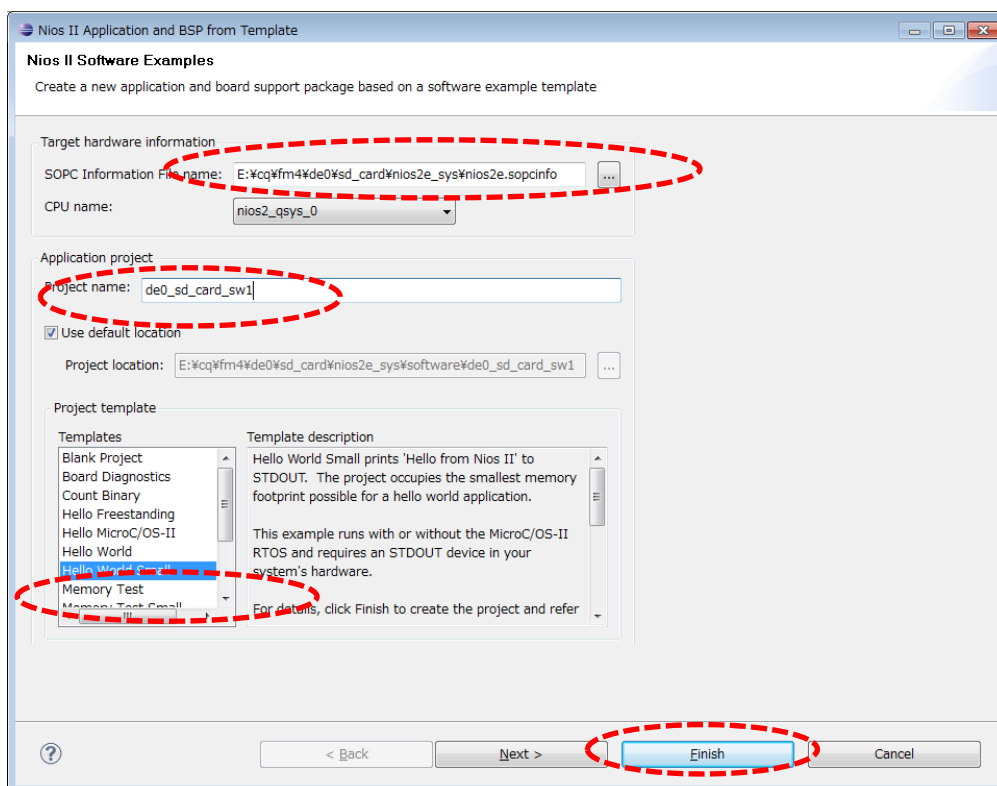 Nios II Application and BSP from Template
Nios II Software Examples
Create a new application and board support package based on a software example template
Target hardware information
SOPC Information File name: E:¥cq¥fm4¥de0¥sd_card¥nios2e_sys¥nios2e.sopcinfo ...
CPU name: nios2_qsys_0
Application project
Project name: de0_sd_card_sw1
Use default location
Project location: E:¥cq¥fm4¥de0¥sd_card¥nios2e_sys¥software¥de0_sd_card_sw1 ...
Project template
Templates
Blank Project
Board Diagnostics
Count Binary
Hello Freestanding
Hello MicroC/OS-II
Hello World
Hello World Small
Memory Test
Memory Test Small
Template description
Hello World Small prints 'Hello from Nios II' to
STDOUT. The project occupies the smallest memory
footprint possible for a hello world application.
This example runs with or without the MicroC/OS-II
RTOS and requires an STDOUT device in your
system's hardware.
For details, click Finish to create the project and refer
? < Back Next > Finish Cancel